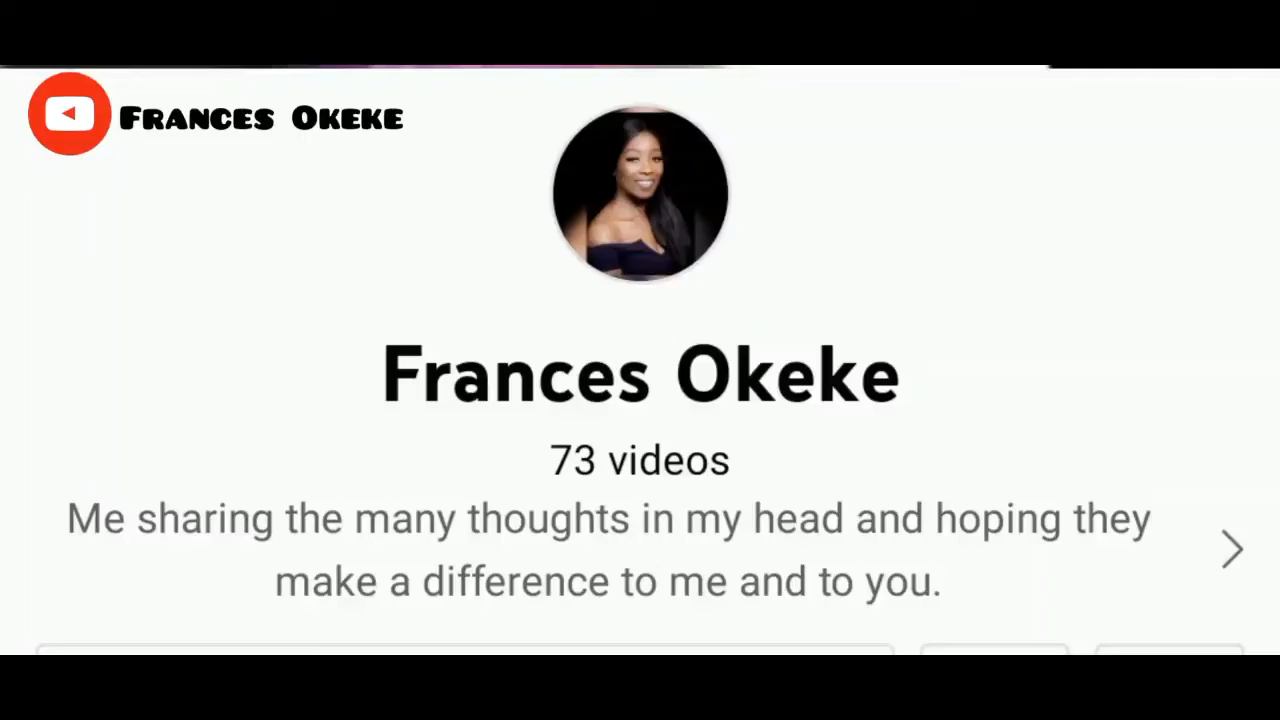 Frances Okeke
Frances Okeke
73 videos
Me sharing the many thoughts in my head and hoping they
make a difference to me and to you.